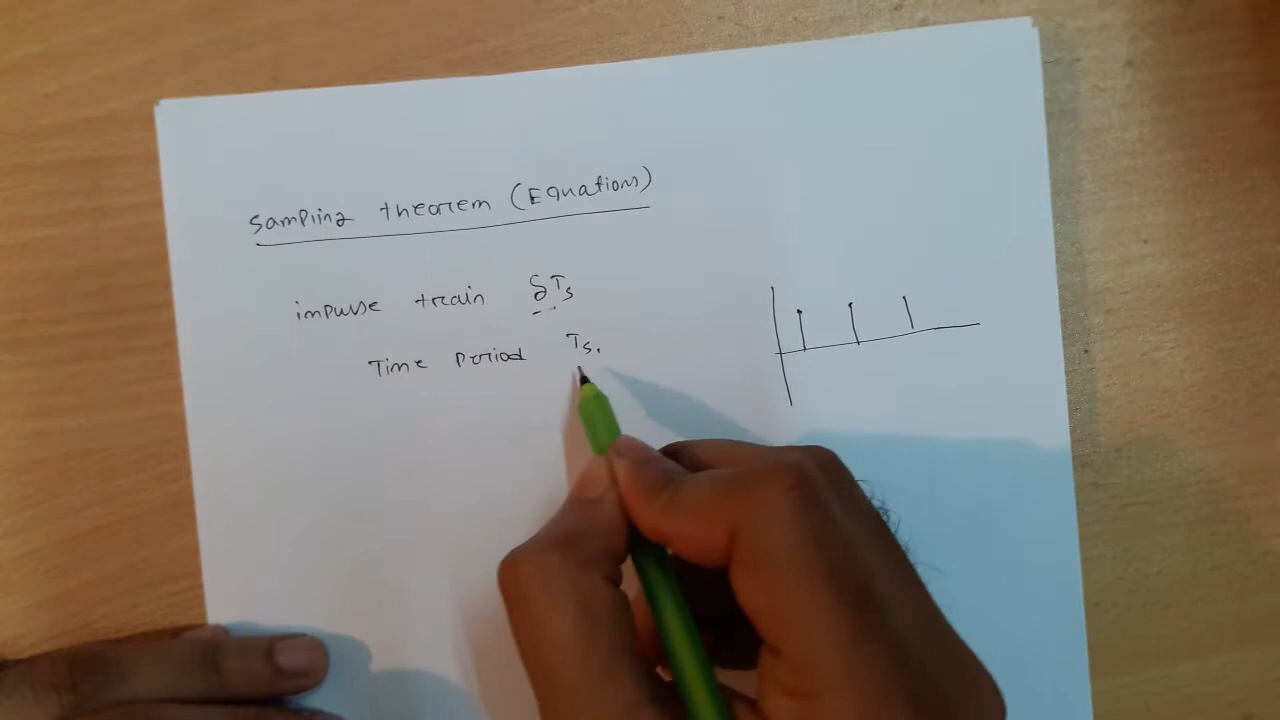 sampling theorem (Equations)
impulse train δTs
Time Period Ts.